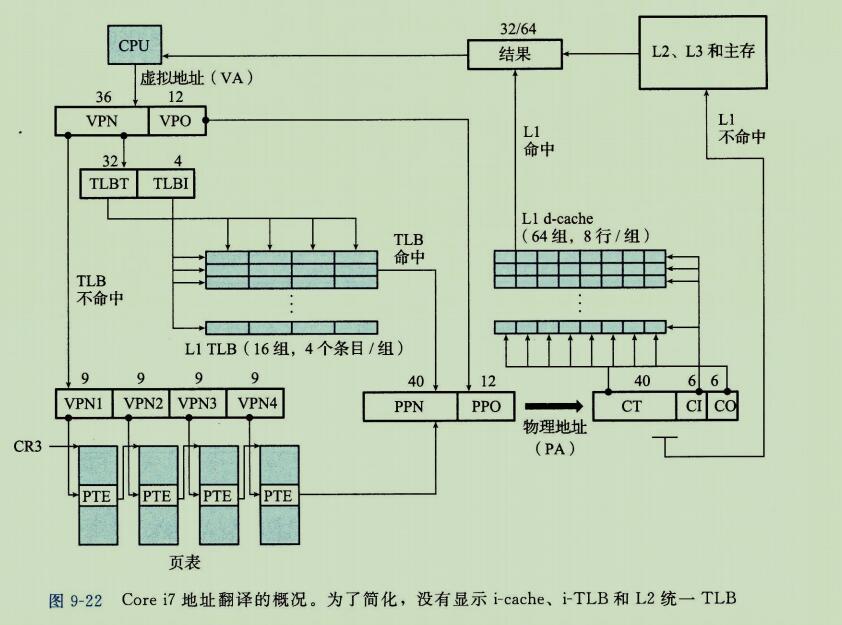 32/64
CPU
结果
L2、L3 和主存
虚拟地址（VA）
36
12
VPN
VPO
L1
命中
L1
不命中
32
4
TLBT
TLBI
L1 d-cache
（64 组，8 行/组）
TLB
命中
TLB
不命中
...
...
L1 TLB（16 组，4 个条目/组）
9
9
9
9
VPN1
VPN2
VPN3
VPN4
40
12
PPN
PPO
40
6
6
CT
CI
CO
物理地址
（PA）
CR3
PTE
PTE
PTE
PTE
页表
图 9-22 Core i7 地址翻译的概况。为了简化，没有显示 i-cache、i-TLB 和 L2 统一 TLB